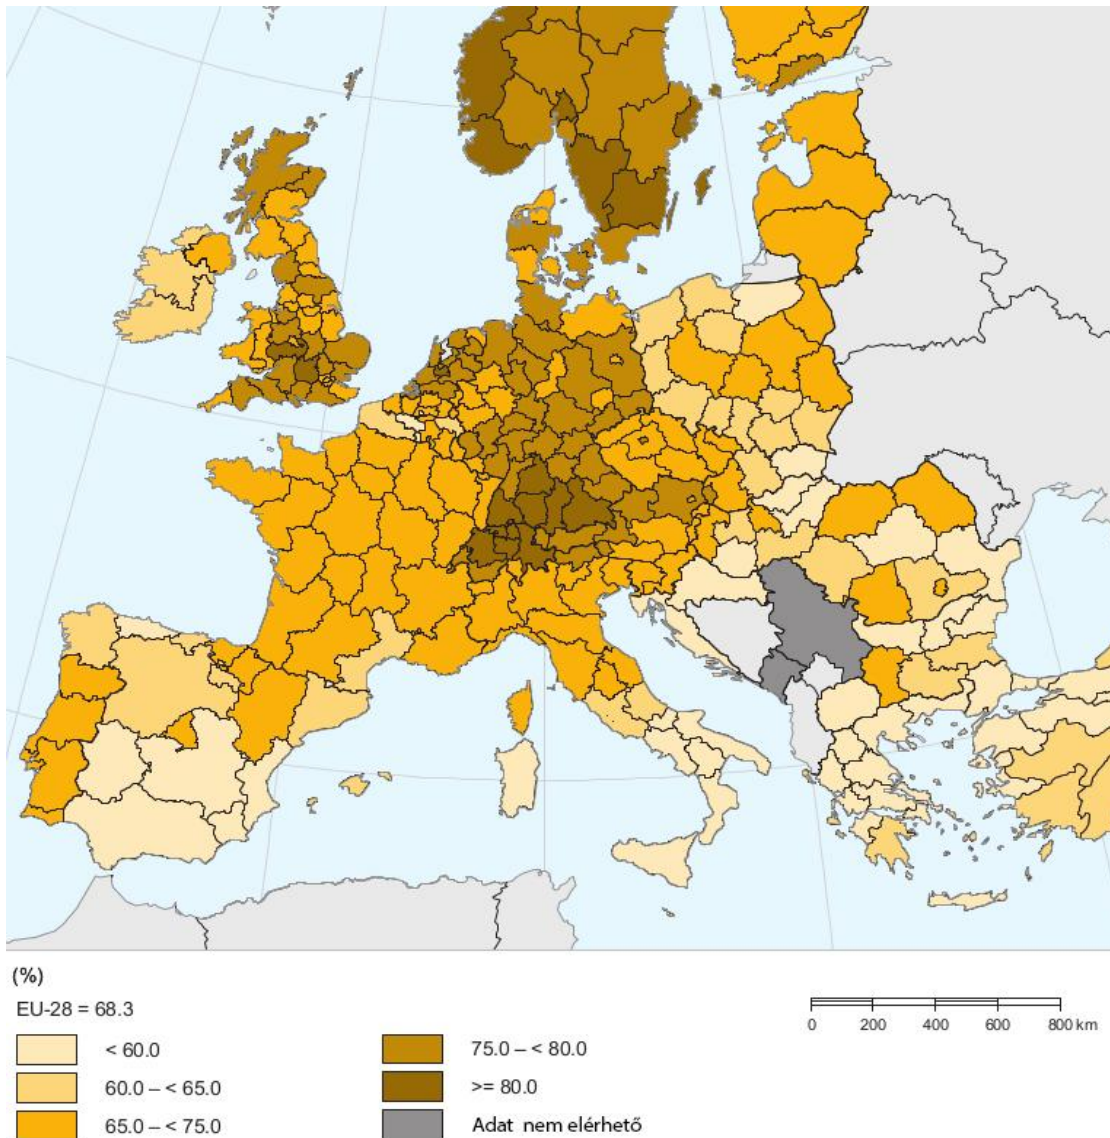 (%)
EU-28 = 68.3
< 60.0
60.0 – < 65.0
65.0 – < 75.0
75.0 – < 80.0
>= 80.0
Adat nem elérhető
0 200 400 600 800 km